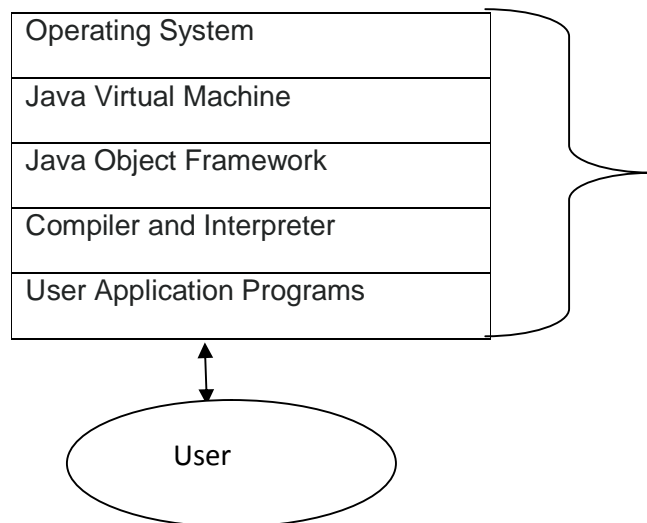 Operating System
Java Virtual Machine
Java Object Framework
Compiler and Interpreter
User Application Programs
User